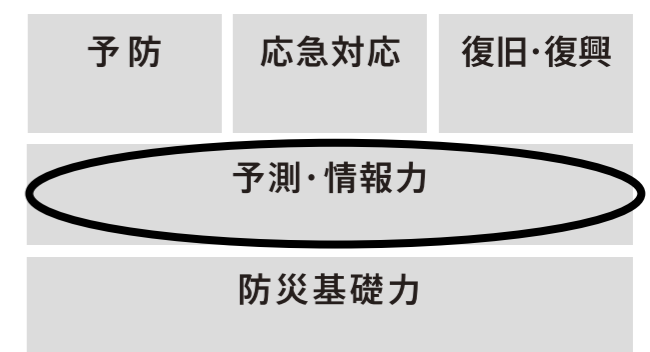 予防
応急対応
復旧・復興
予測・情報力
防災基礎力